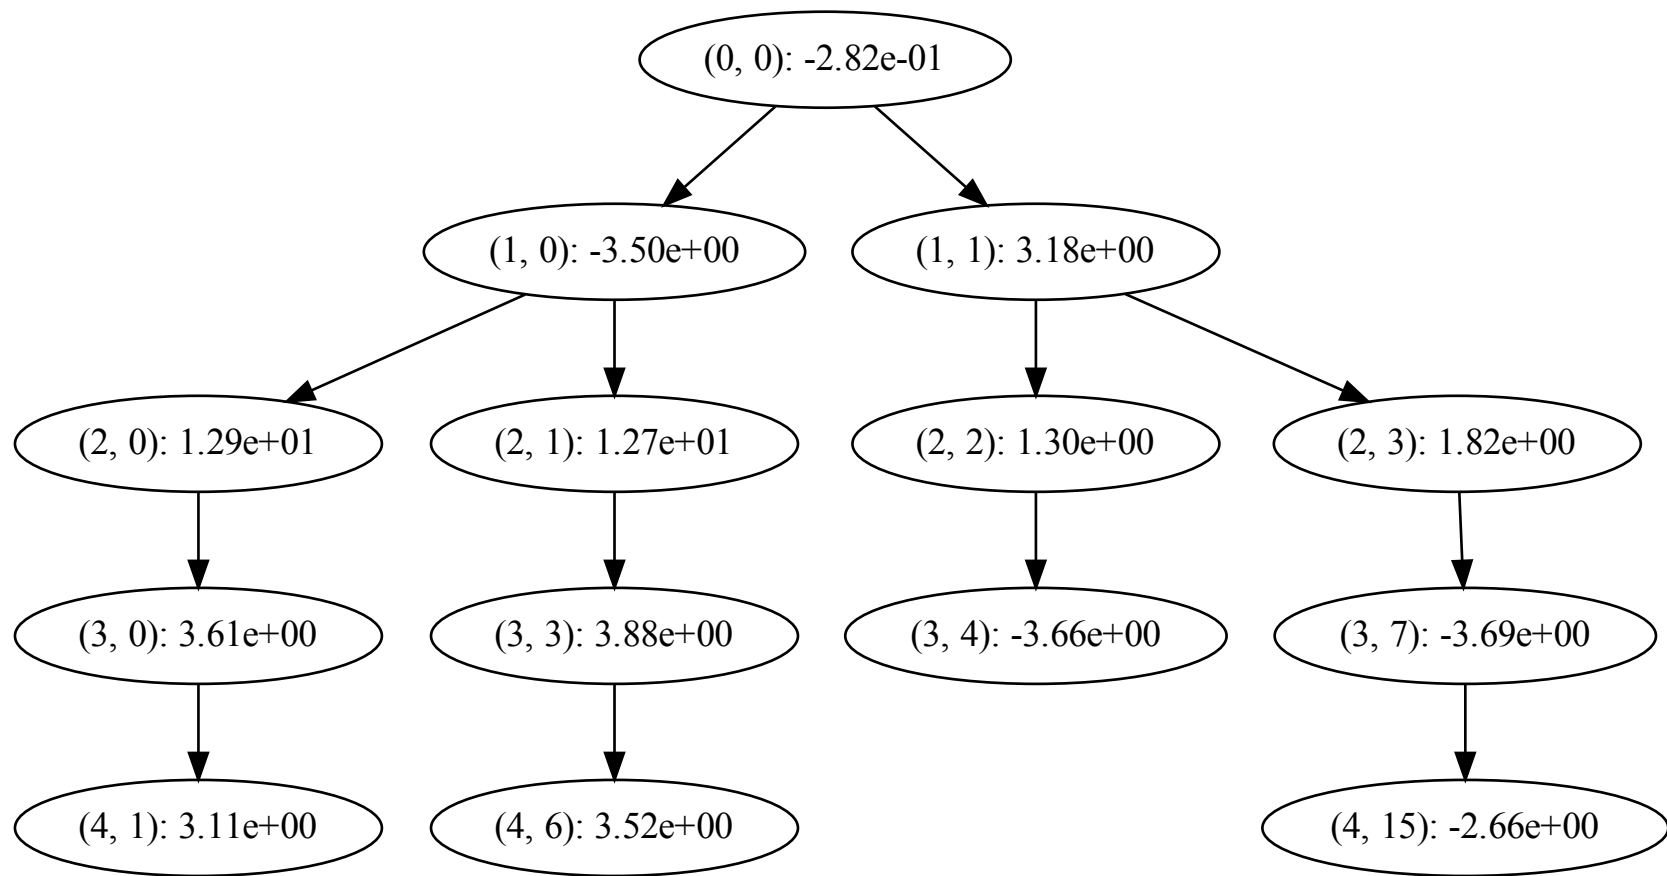 (0, 0): -2.82e-01
(1, 0): -3.50e+00
(1, 1): 3.18e+00
(2, 0): 1.29e+01
(2, 1): 1.27e+01
(2, 2): 1.30e+00
(2, 3): 1.82e+00
(3, 0): 3.61e+00
(3, 3): 3.88e+00
(3, 4): -3.66e+00
(3, 7): -3.69e+00
(4, 1): 3.11e+00
(4, 6): 3.52e+00
(4, 15): -2.66e+00